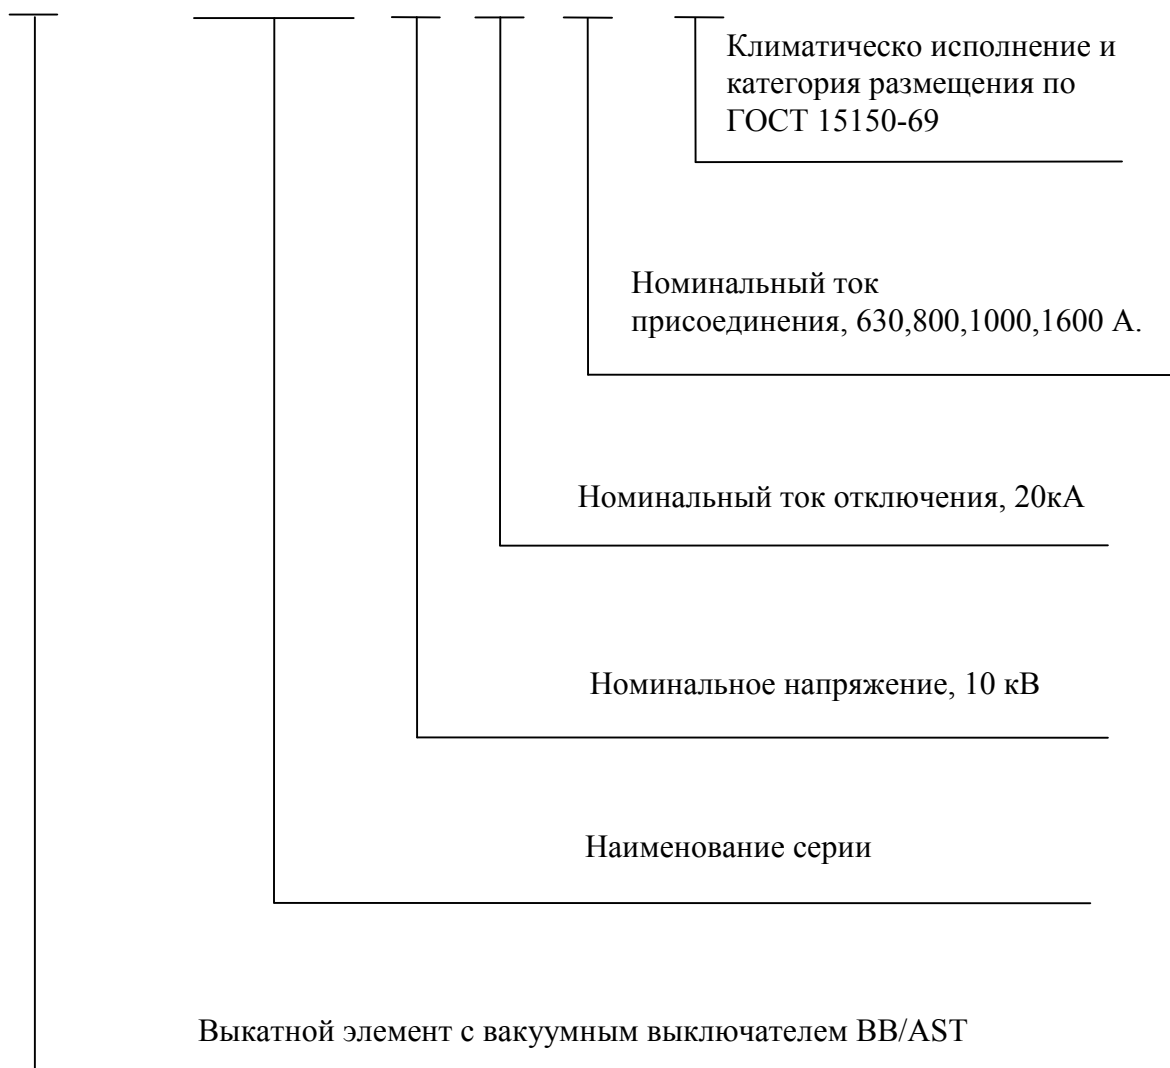 Климатическо исполнение и
категория размещения по
ГОСТ 15150-69
Номинальный ток
присоединения, 630,800,1000,1600 А.
Номинальный ток отключения, 20кА
Номинальное напряжение, 10 кВ
Наименование серии
Выкатной элемент с вакуумным выключателем BB/AST